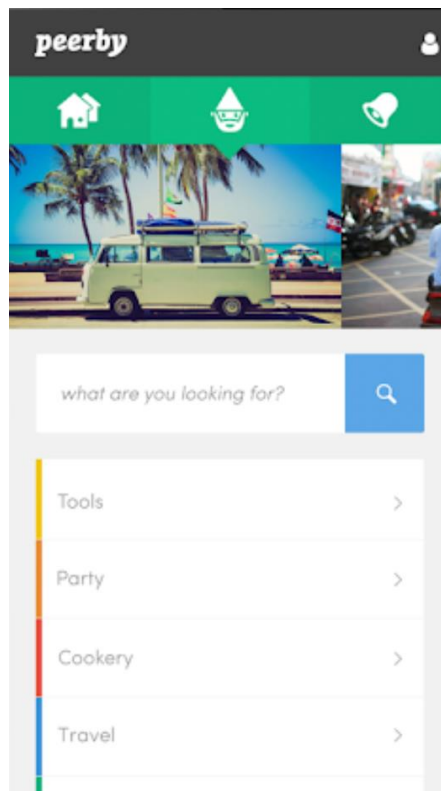 peerby
what are you looking for?
Tools
Party
Cookery
Travel